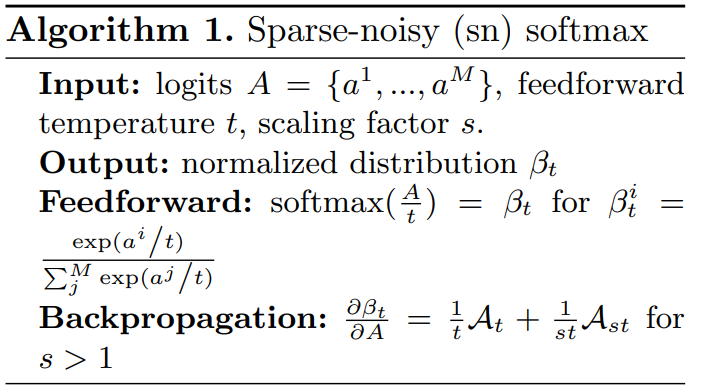 Algorithm 1. Sparse-noisy (sn) softmax
Input: logits $A = \{a^1, ..., a^M\}$, feedforward
temperature $t$, scaling factor $s$.
Output: normalized distribution $\beta_t$
Feedforward: softmax$(\frac{A}{t}) = \beta_t$ for $\beta_t^i =$
$\frac{\exp(a^i/t)}{\sum_j^M \exp(a^j/t)}$
Backpropagation: $\frac{\partial \beta_t}{\partial A} = \frac{1}{t}\mathcal{A}_t + \frac{1}{st}\mathcal{A}_{st}$ for
$s > 1$